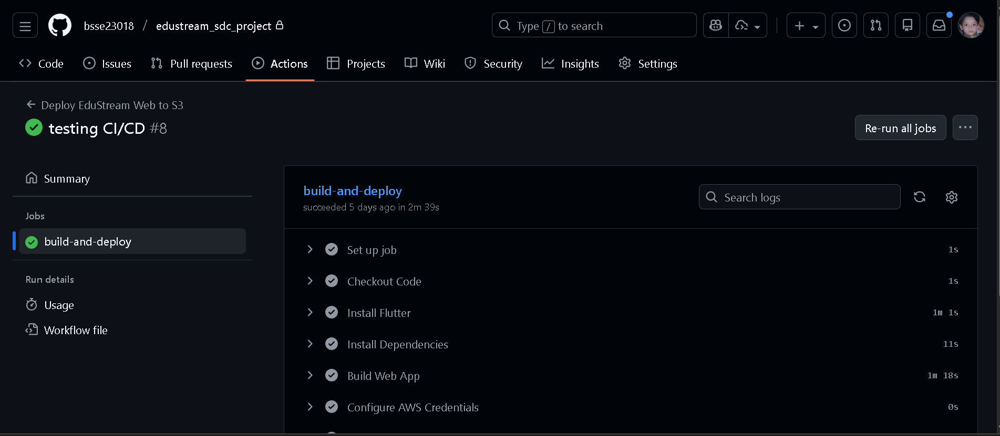 bsse23018 / edustream_sdc_project
Type / to search
Code Issues Pull requests Actions Projects Wiki Security Insights Settings
Deploy EduStream Web to S3
testing CI/CD #8
Re-run all jobs
Summary
Jobs
build-and-deploy
Run details
Usage
Workflow file
build-and-deploy
succeeded 5 days ago in 2m 39s
Search logs
Set up job 1s
Checkout Code 1s
Install Flutter 1m 1s
Install Dependencies 11s
Build Web App 1m 18s
Configure AWS Credentials 0s